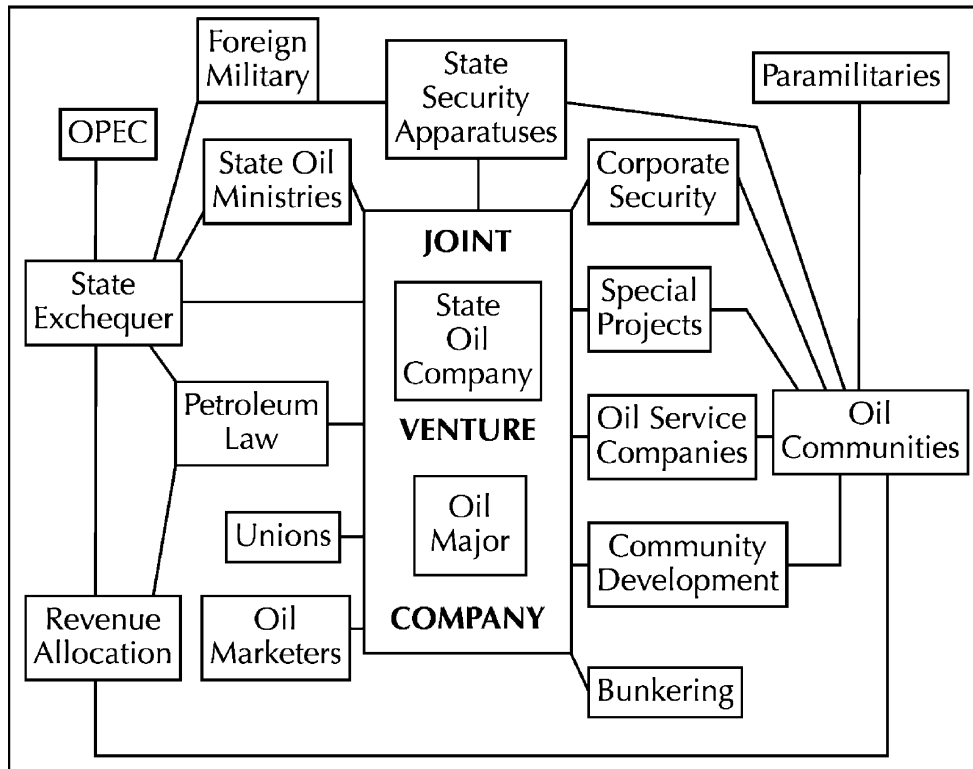 Foreign
Military
State
Security
Apparatuses
Paramilitaries
OPEC
State Oil
Ministries
Corporate
Security
JOINT
State
Exchequer
State
Oil
Company
Special
Projects
Petroleum
Law
VENTURE
Oil Service
Companies
Oil
Communities
Unions
Oil
Major
Community
Development
Revenue
Allocation
Oil
Marketers
COMPANY
Bunkering